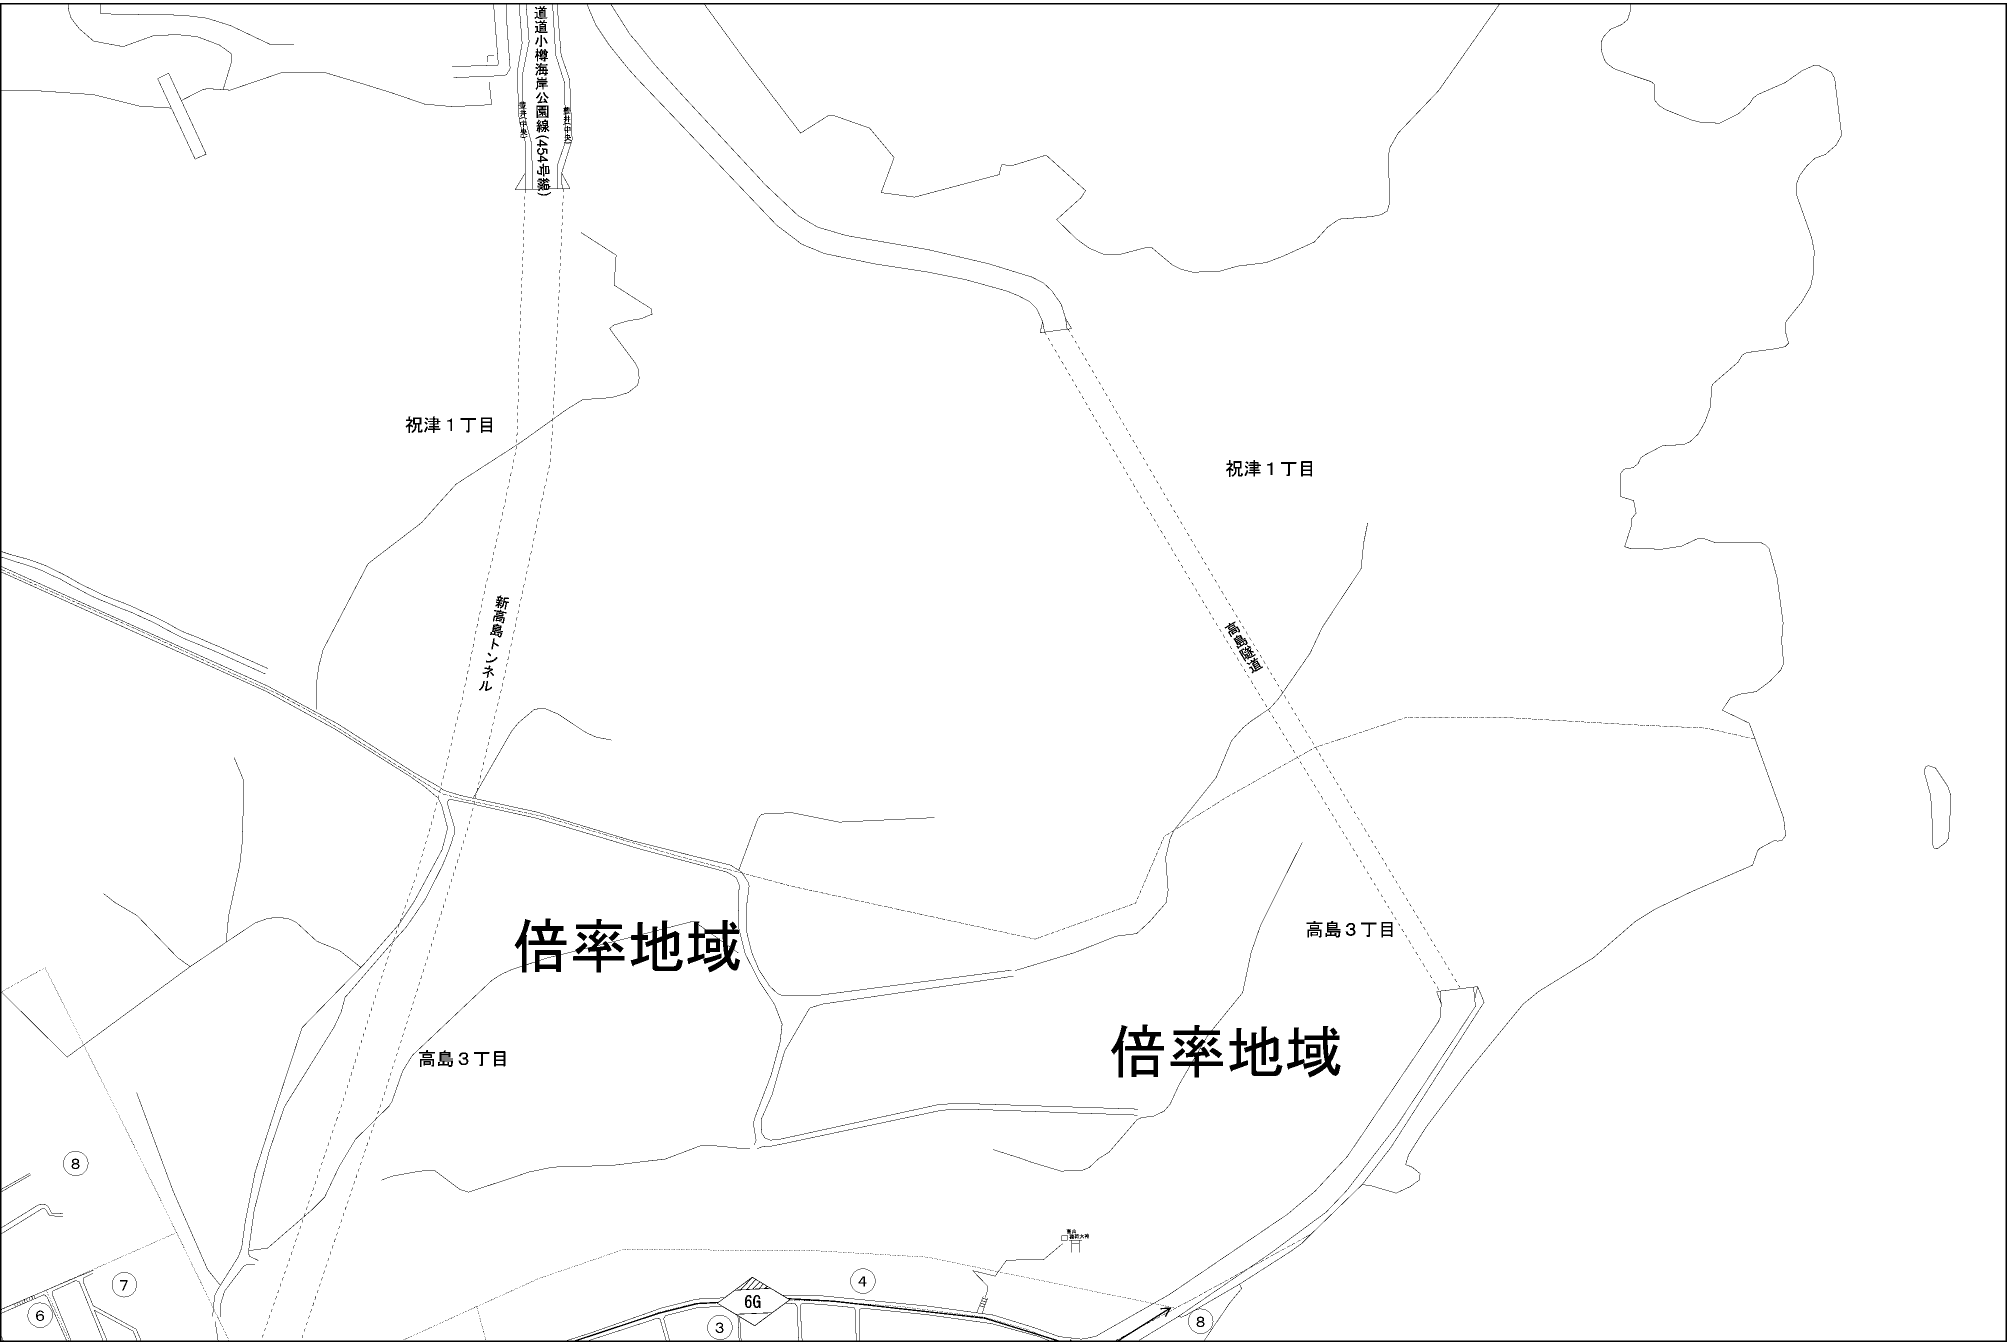 道道小樽海岸公園線(454号線)
祝津１丁目
祝津１丁目
新高島トンネル
高島隧道
倍率地域
高島３丁目
倍率地域
高島３丁目
8
7
4
6G
6
3
8